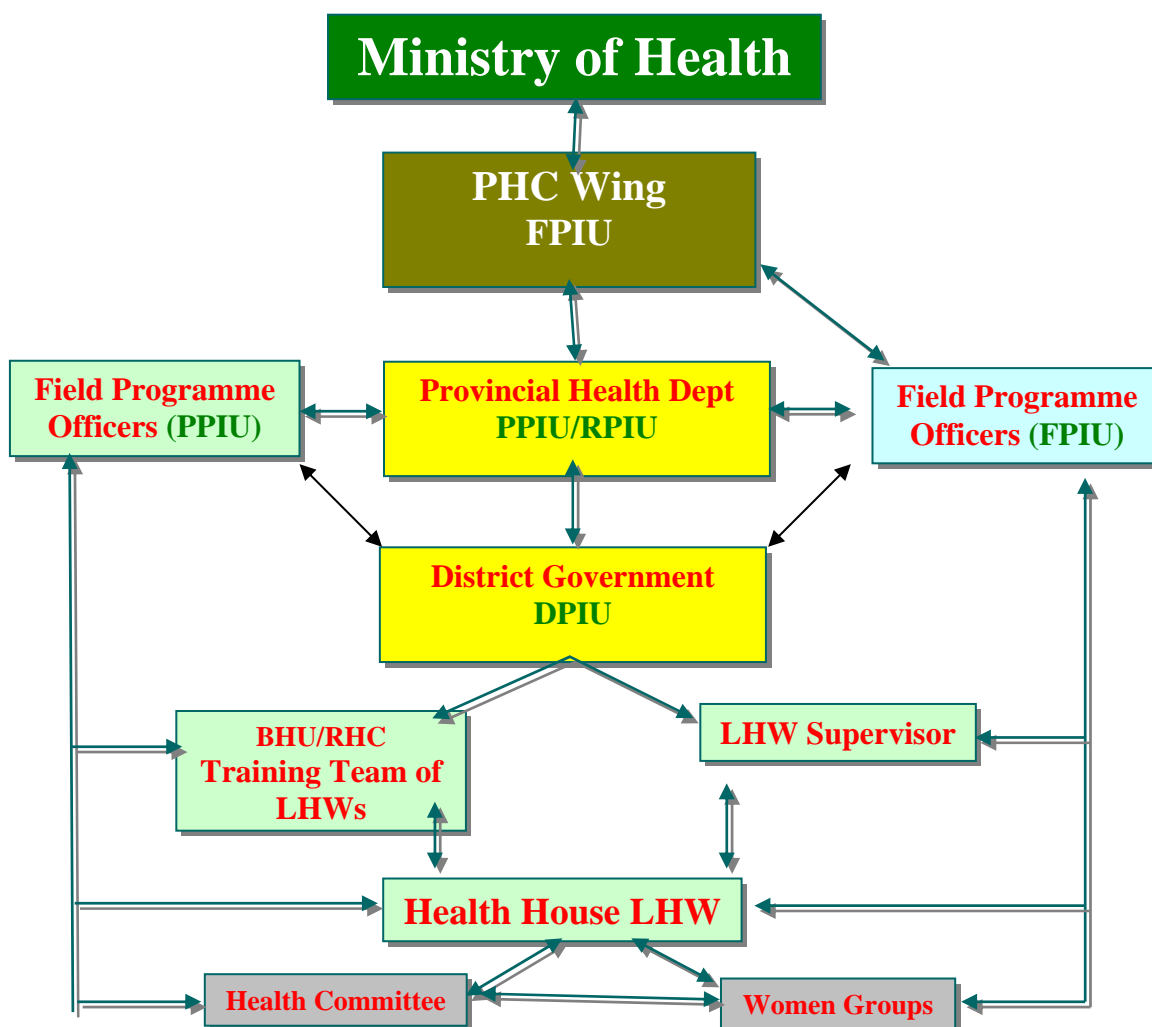 Ministry of Health
PHC Wing
FPIU
Field Programme
Officers (PPIU)
Provincial Health Dept
PPIU/RPIU
Field Programme
Officers (FPIU)
District Government
DPIU
BHU/RHC
Training Team of
LHWs
LHW Supervisor
Health House LHW
Health Committee
Women Groups